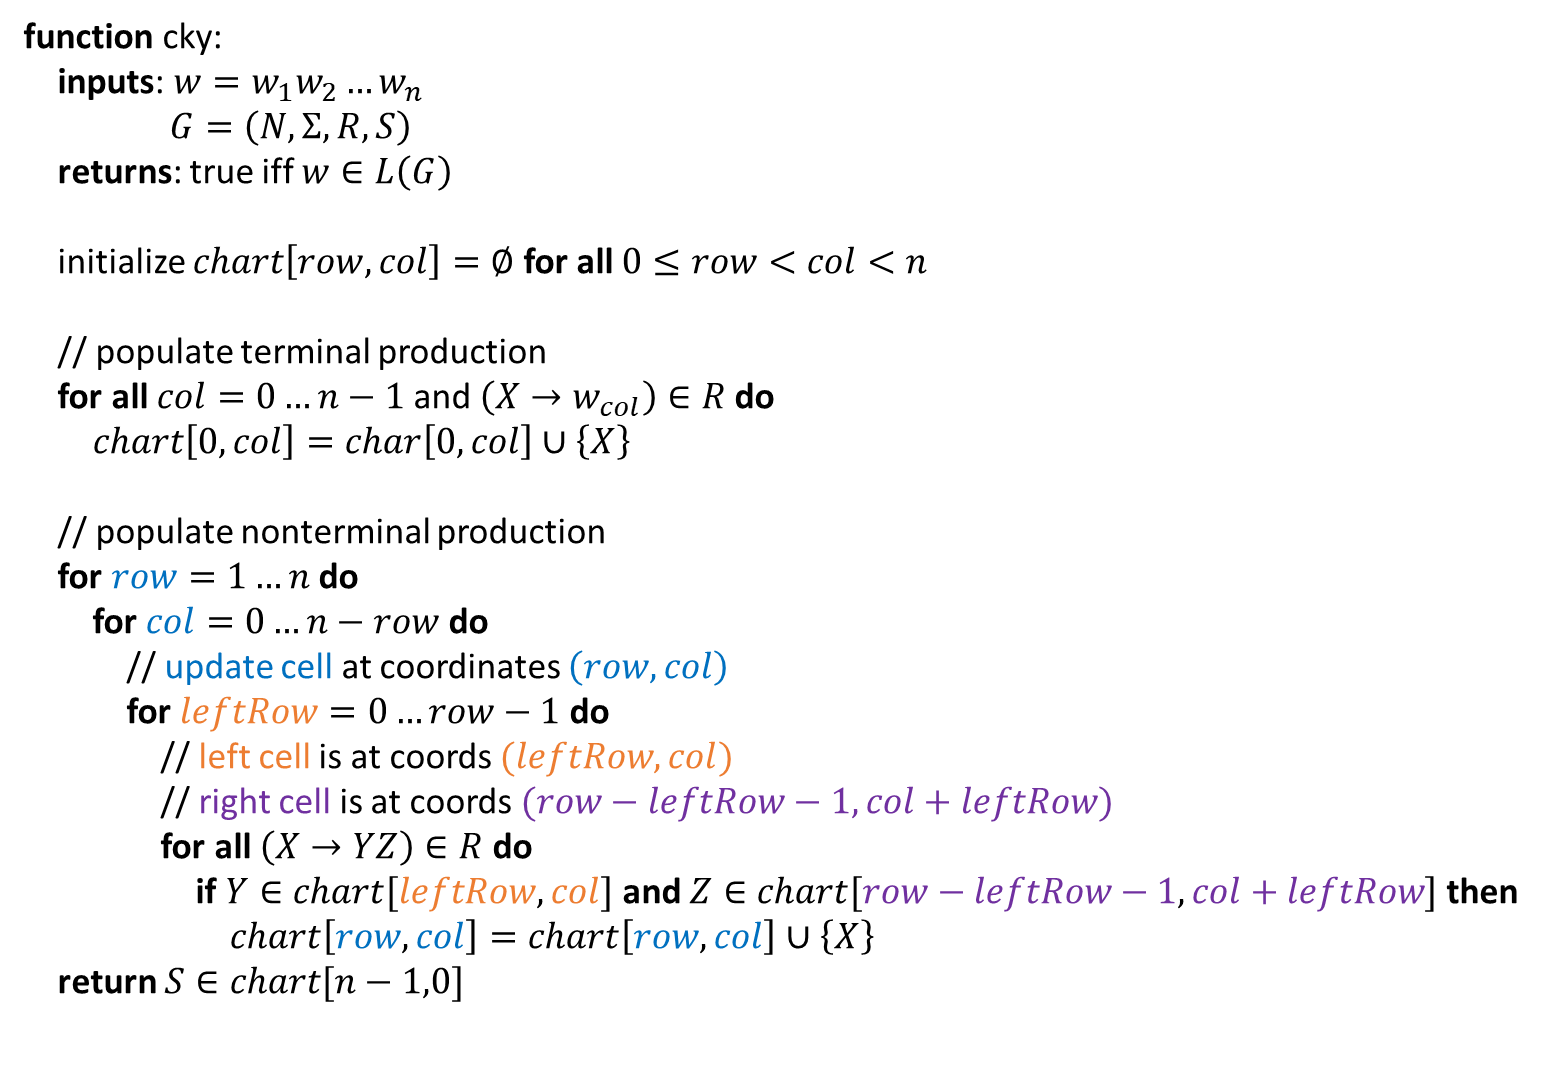 function cky:
inputs: w = w₁w₂ … wₙ
G = (N, Σ, R, S)
returns: true iff w ∈ L(G)
initialize chart[row, col] = ∅ for all 0 ≤ row < col < n
// populate terminal production
for all col = 0 … n − 1 and (X → w_col) ∈ R do
chart[0, col] = char[0, col] ∪ {X}
// populate nonterminal production
for row = 1 … n do
for col = 0 … n − row do
// update cell at coordinates (row, col)
for leftRow = 0 … row − 1 do
// left cell is at coords (leftRow, col)
// right cell is at coords (row − leftRow − 1, col + leftRow)
for all (X → YZ) ∈ R do
if Y ∈ chart[leftRow, col] and Z ∈ chart[row − leftRow − 1, col + leftRow] then
chart[row, col] = chart[row, col] ∪ {X}
return S ∈ chart[n − 1,0]